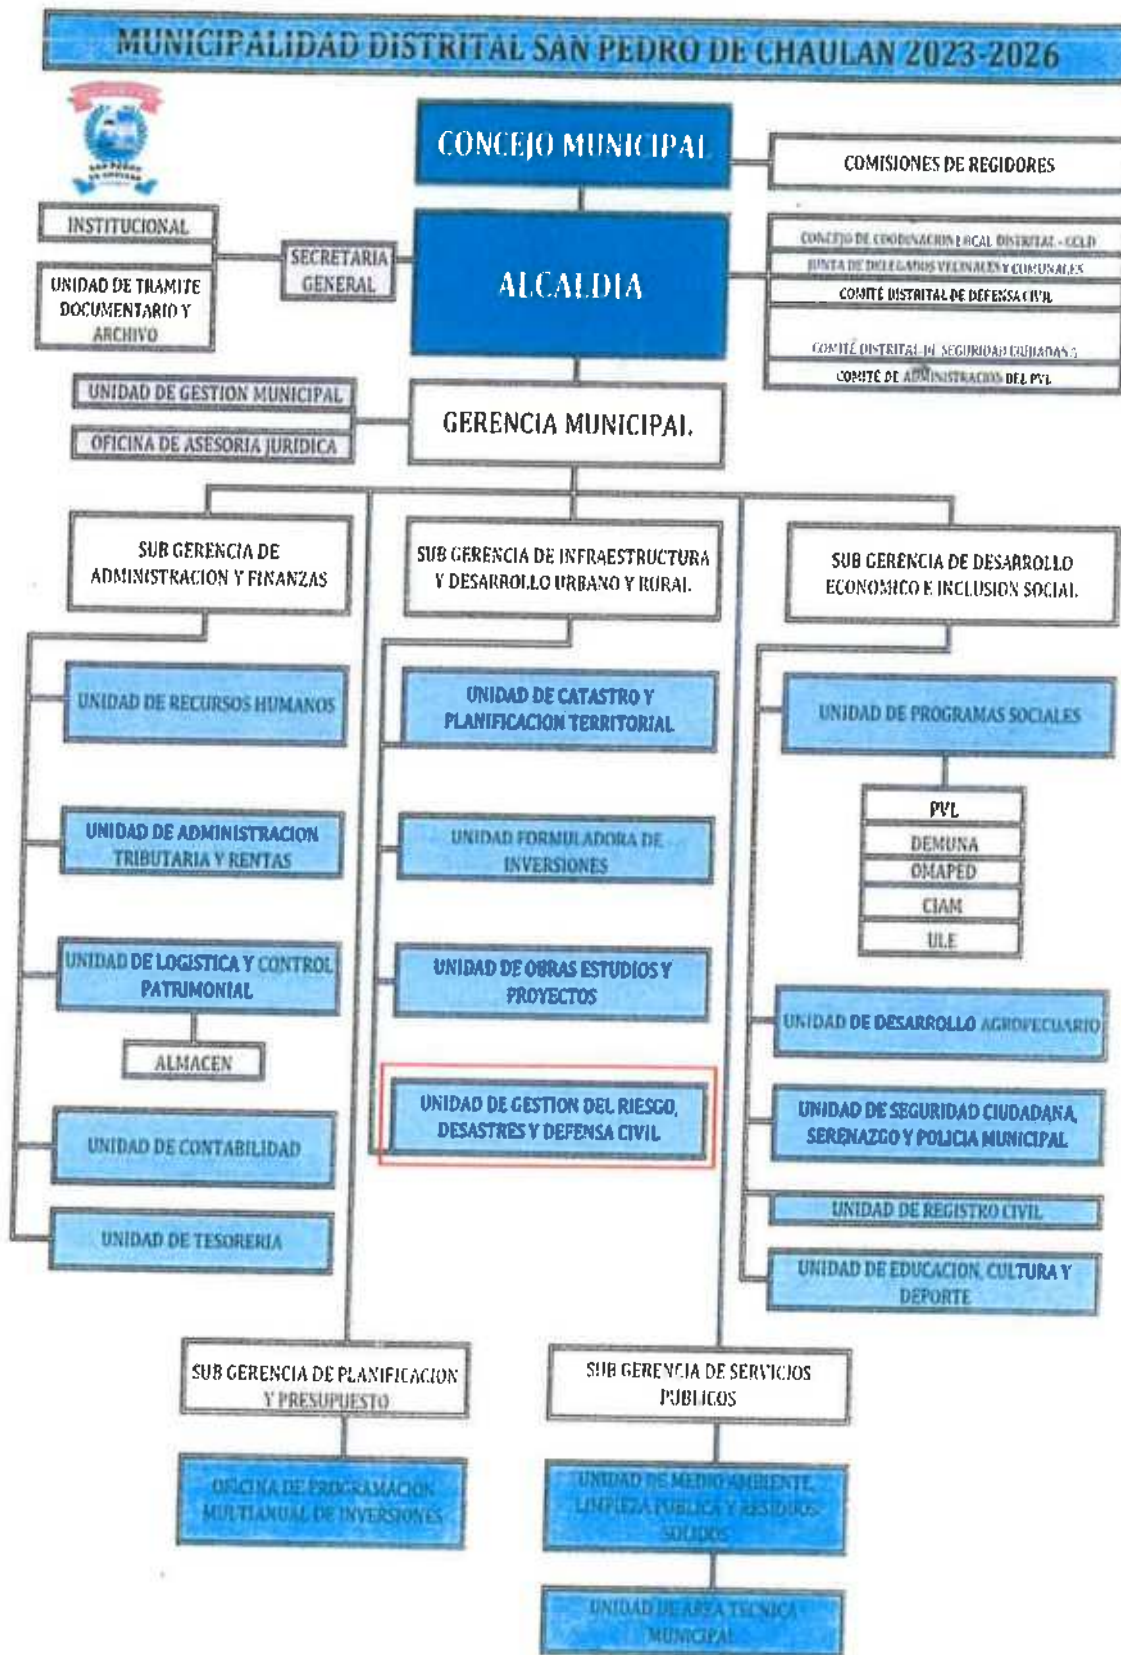 MUNICIPALIDAD DISTRITAL SAN PEDRO DE CHAULAN 2023-2026
SAN PEDRO
DE CHAULAN
CONCEJO MUNICIPAL
COMISIONES DE REGIDORES
INSTITUCIONAL
UNIDAD DE TRAMITE
DOCUMENTARIO Y
ARCHIVO
SECRETARIA
GENERAL
ALCALDIA
CONCEJO DE COODINACION LOCAL DISTRITAL - CCLD
JUNTA DE DELEGADOS VECINALES Y COMUNALES
COMITÉ DISTRITAL DE DEFENSA CIVIL
COMITÉ DISTRITAL DE SEGURIDAD CIUDADANA
COMITÉ DE ADMINISTRACION DEL PVL
UNIDAD DE GESTION MUNICIPAL
OFICINA DE ASESORIA JURIDICA
GERENCIA MUNICIPAL
SUB GERENCIA DE
ADMINISTRACION Y FINANZAS
SUB GERENCIA DE INFRAESTRUCTURA
Y DESARROLLO URBANO Y RURAL
SUB GERENCIA DE DESARROLLO
ECONOMICO E INCLUSION SOCIAL
UNIDAD DE RECURSOS HUMANOS
UNIDAD DE CATASTRO Y
PLANIFICACION TERRITORIAL
UNIDAD DE PROGRAMAS SOCIALES
PVL
DEMUNA
OMAPED
CIAM
ULE
UNIDAD DE ADMINISTRACION
TRIBUTARIA Y RENTAS
UNIDAD FORMULADORA DE
INVERSIONES
UNIDAD DE LOGISTICA Y CONTROL
PATRIMONIAL
ALMACEN
UNIDAD DE OBRAS ESTUDIOS Y
PROYECTOS
UNIDAD DE DESARROLLO AGROPECUARIO
UNIDAD DE CONTABILIDAD
UNIDAD DE GESTION DEL RIESGO,
DESASTRES Y DEFENSA CIVIL
UNIDAD DE SEGURIDAD CIUDADANA,
SERENAZGO Y POLICIA MUNICIPAL
UNIDAD DE TESORERIA
UNIDAD DE REGISTRO CIVIL
UNIDAD DE EDUCACION, CULTURA Y
DEPORTE
SUB GERENCIA DE PLANIFICACION
Y PRESUPUESTO
SUB GERENCIA DE SERVICIOS
PUBLICOS
OFICINA DE PROGRAMACION
MULTIANUAL DE INVERSIONES
UNIDAD DE MEDIO AMBIENTE,
LIMPIEZA PUBLICA Y RESIDUOS
SOLIDOS
UNIDAD DE AREA TECNICA
MUNICIPAL